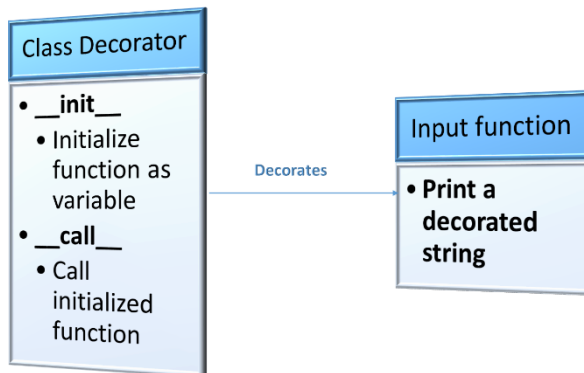 Class Decorator
• __init__
• Initialize
function as
variable
• __call__
• Call
initialized
function
Decorates
Input function
• Print a
decorated
string